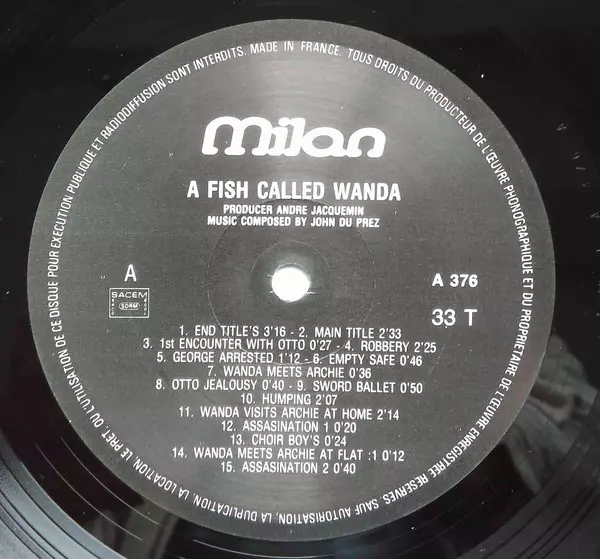 TOUS DROITS DU PRODUCTEUR DE L'ŒUVRE PHONOGRAPHIQUE ET DU PROPRIETAIRE DE L'ŒUVRE ENREGISTREE RESERVES. SAUF AUTORISATION, LA DUPLICATION, LA LOCATION, LE PRET, OU L'UTILISATION DE CE DISQUE POUR EXECUTION PUBLIQUE ET RADIODIFFUSION SONT INTERDITS. MADE IN FRANCE.
milan
A FISH CALLED WANDA
PRODUCER ANDRE JACQUEMIN
MUSIC COMPOSED BY JOHN DU PREZ
A
A 376
SACEM
SDRM
33 T
1. END TITLE'S 3'16 - 2. MAIN TITLE 2'33
3. 1st ENCOUNTER WITH OTTO 0'27 - 4. ROBBERY 2'25
5. GEORGE ARRESTED 1'12 - 6. EMPTY SAFE 0'46
7. WANDA MEETS ARCHIE 0'36
8. OTTO JEALOUSY 0'40 - 9. SWORD BALLET 0'50
10. HUMPING 2'07
11. WANDA VISITS ARCHIE AT HOME 2'14
12. ASSASINATION 1 0'20
13. CHOIR BOY'S 0'24
14. WANDA MEETS ARCHIE AT FLAT :1 0'12
15. ASSASINATION 2 0'40